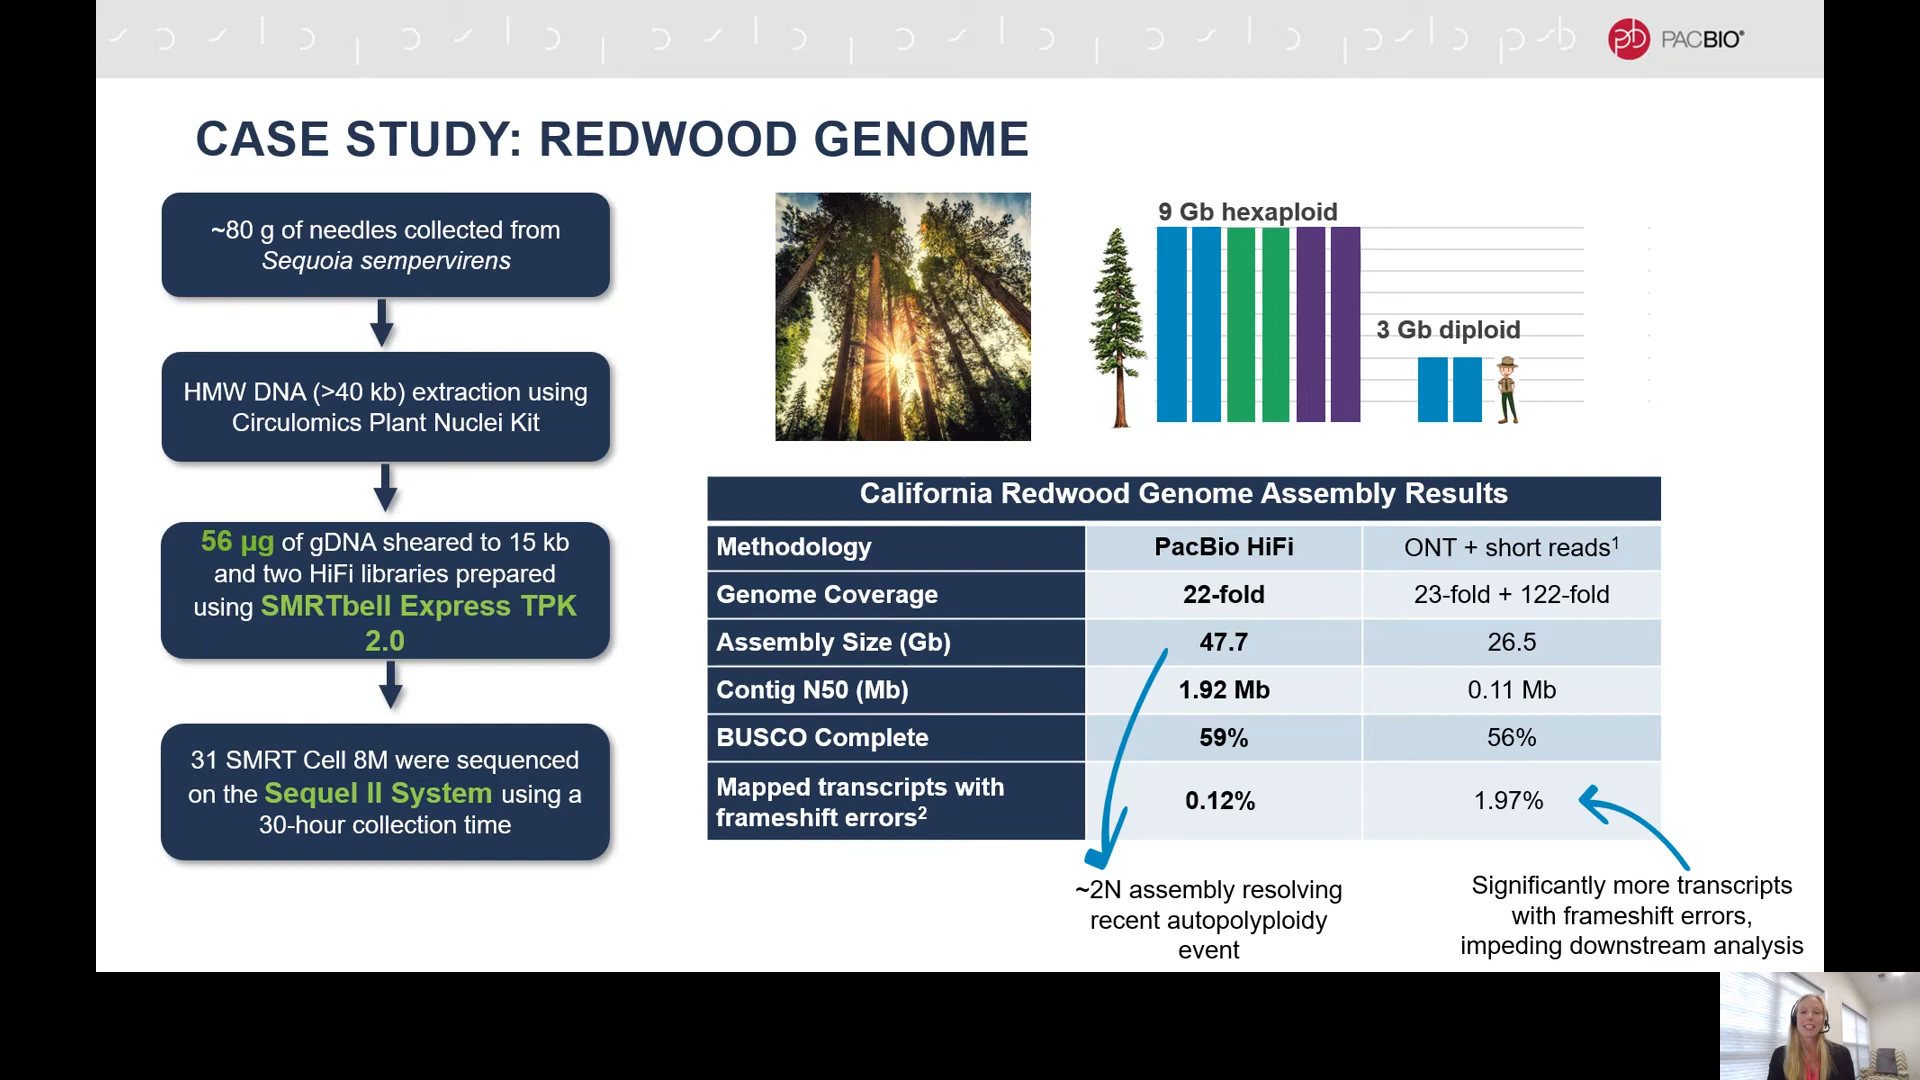 PACBIO®
CASE STUDY: REDWOOD GENOME
~80 g of needles collected from
Sequoia sempervirens
HMW DNA (>40 kb) extraction using
Circulomics Plant Nuclei Kit
56 µg of gDNA sheared to 15 kb
and two HiFi libraries prepared
using SMRTbell Express TPK
2.0
31 SMRT Cell 8M were sequenced
on the Sequel II System using a
30-hour collection time
9 Gb hexaploid
3 Gb diploid
California Redwood Genome Assembly Results
Methodology PacBio HiFi ONT + short reads¹
Genome Coverage 22-fold 23-fold + 122-fold
Assembly Size (Gb) 47.7 26.5
Contig N50 (Mb) 1.92 Mb 0.11 Mb
BUSCO Complete 59% 56%
Mapped transcripts with
frameshift errors² 0.12% 1.97%
~2N assembly resolving
recent autopolyploidy
event
Significantly more transcripts
with frameshift errors,
impeding downstream analysis